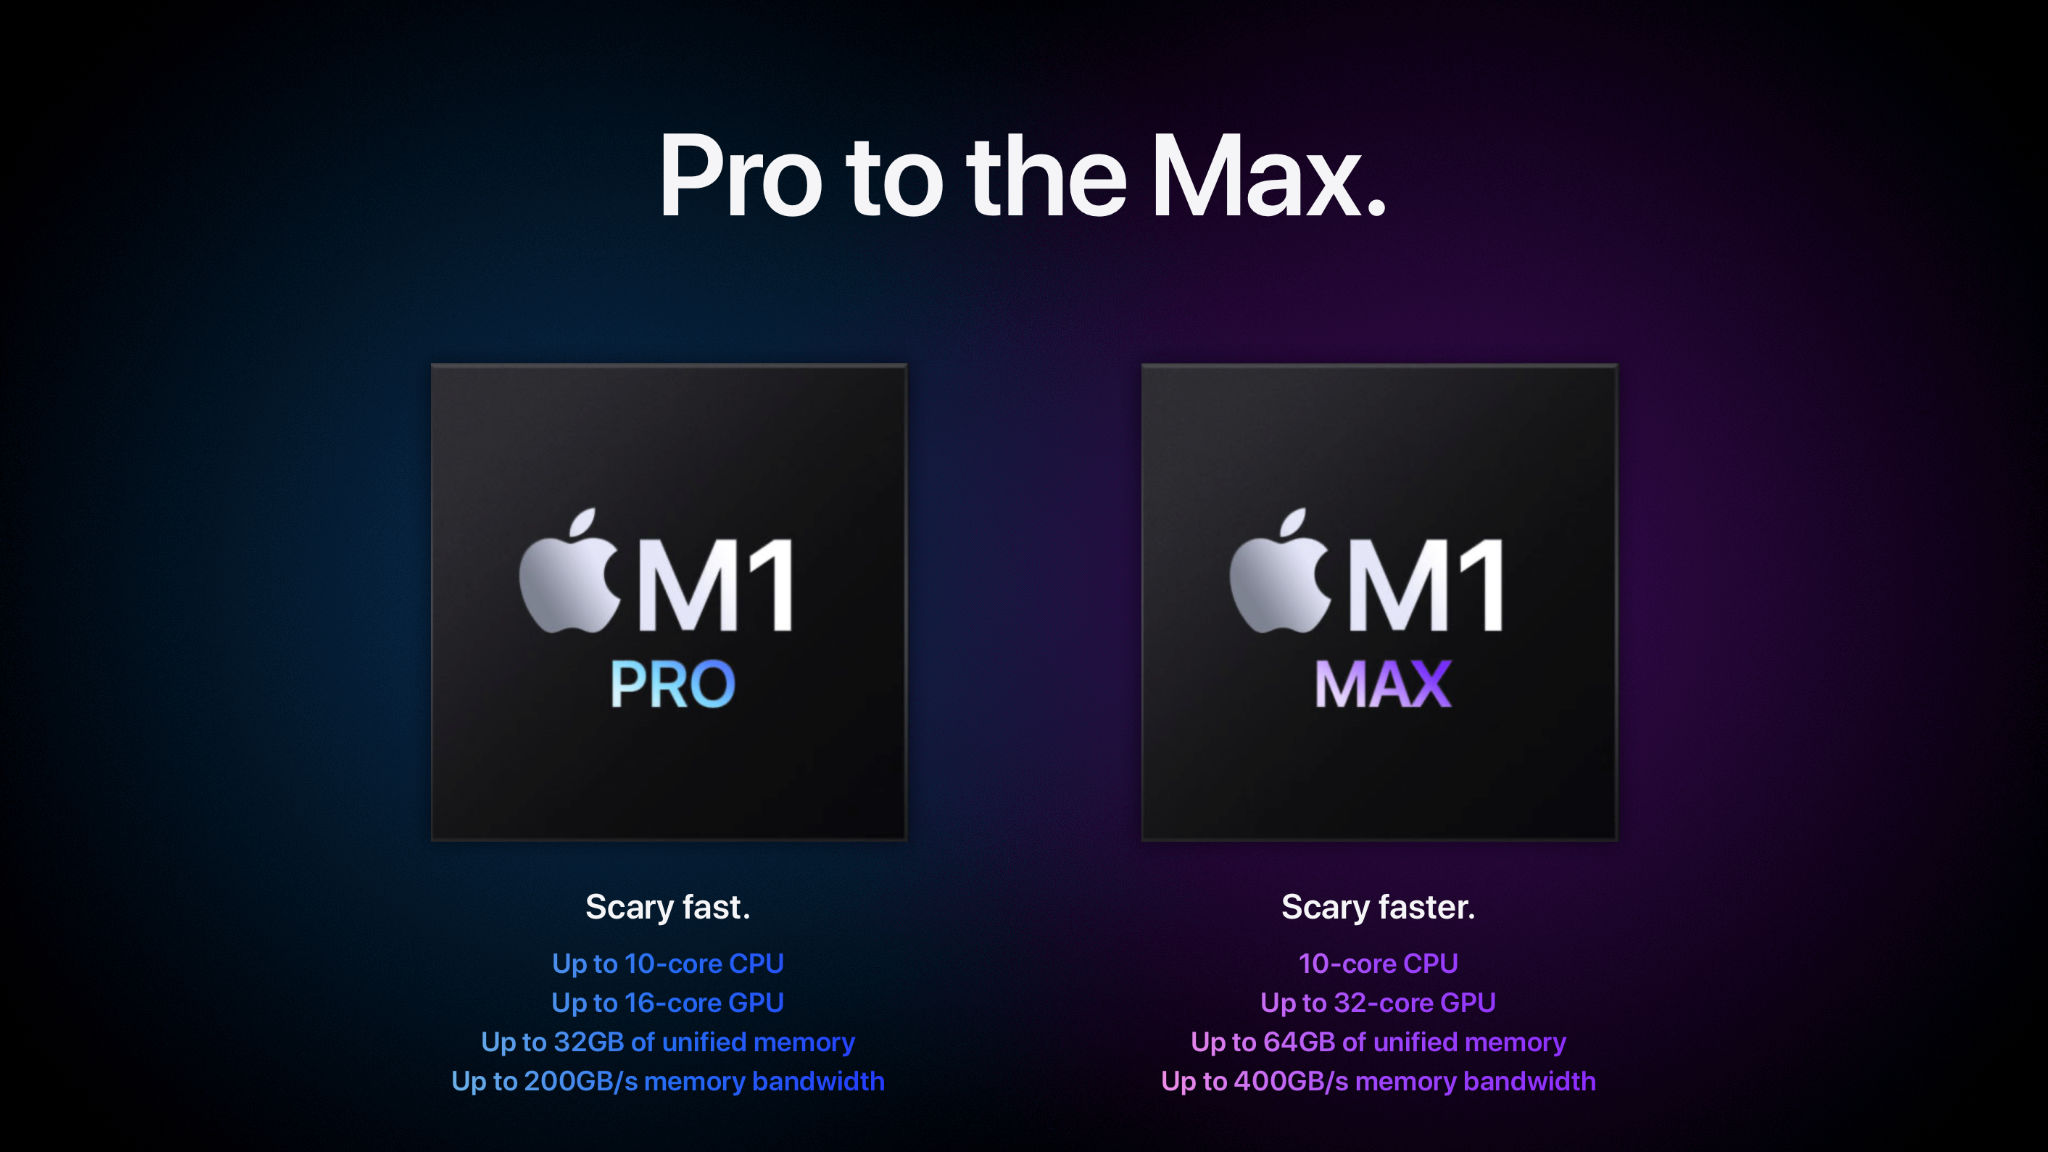 Pro to the Max.
M1
PRO
Scary fast.
Up to 10-core CPU
Up to 16-core GPU
Up to 32GB of unified memory
Up to 200GB/s memory bandwidth
M1
MAX
Scary faster.
10-core CPU
Up to 32-core GPU
Up to 64GB of unified memory
Up to 400GB/s memory bandwidth